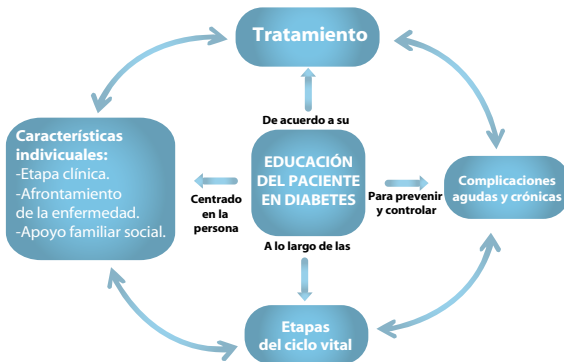 Tratamiento
De acuerdo a su
Características
indivicuales:
-Etapa clínica.
-Afrontamiento
de la enfermedad.
-Apoyo familiar social.
Centrado
en la
persona
EDUCACIÓN
DEL PACIENTE
EN DIABETES
Para prevenir
y controlar
Complicaciones
agudas y crónicas
A lo largo de las
Etapas
del ciclo vital